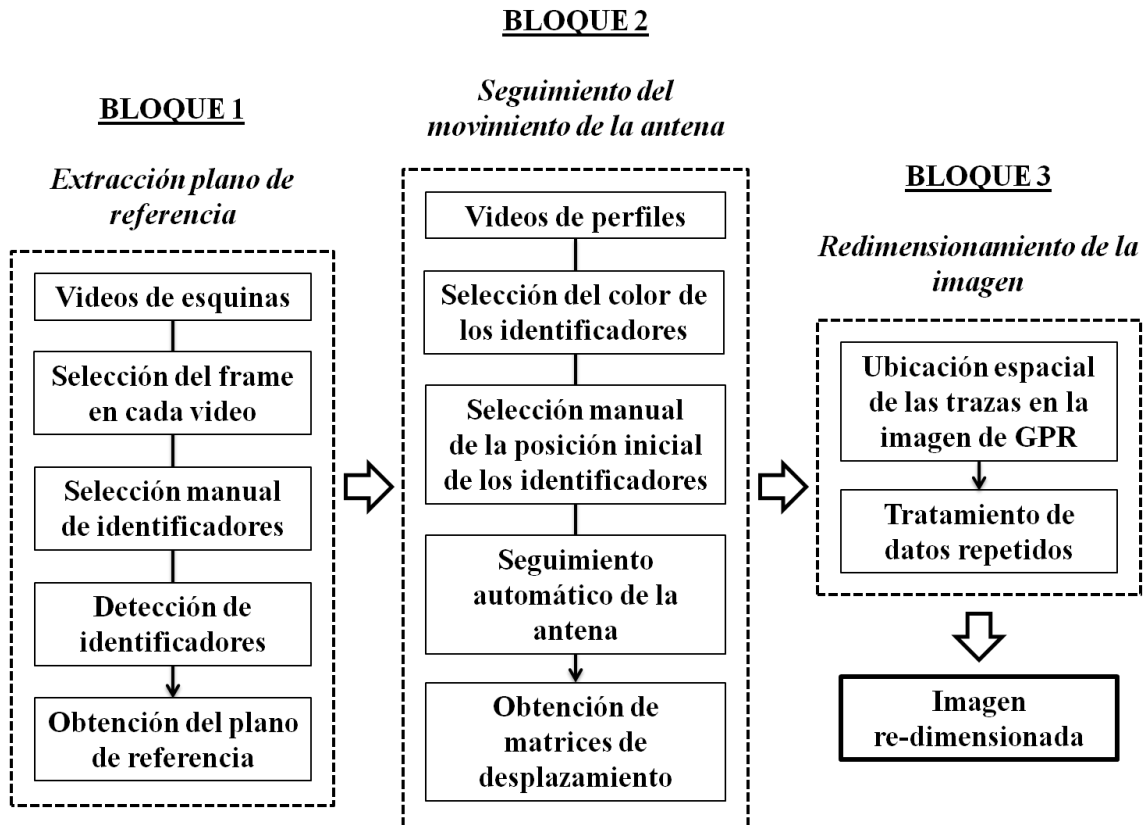 BLOQUE 1
Extracción plano de
referencia
Videos de esquinas
Selección del frame
en cada video
Selección manual
de identificadores
Detección de
identificadores
Obtención del plano
de referencia
BLOQUE 2
Seguimiento del
movimiento de la antena
Videos de perfiles
Selección del color de
los identificadores
Selección manual
de la posición inicial
de los identificadores
Seguimiento
automático de la
antena
Obtención de
matrices de
desplazamiento
BLOQUE 3
Redimensionamiento de la
imagen
Ubicación espacial
de las trazas en la
imagen de GPR
Tratamiento de
datos repetidos
Imagen
re-dimensionada